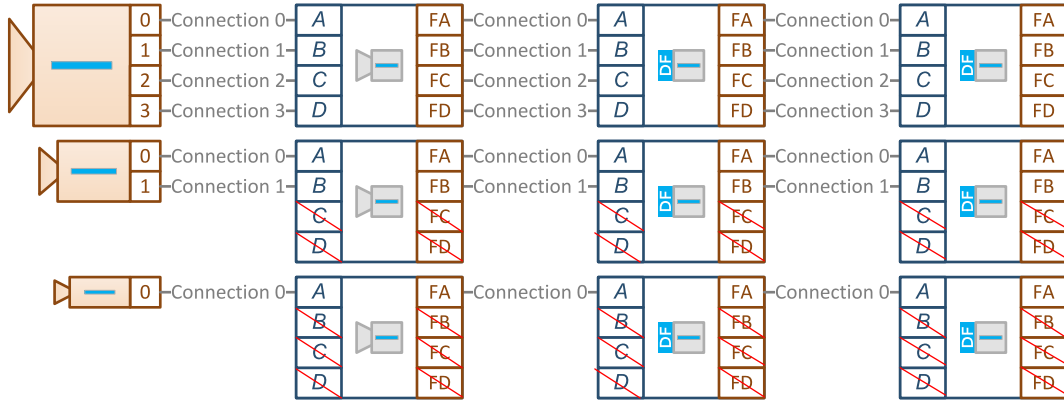 0 Connection 0 A FA Connection 0 A FA Connection 0 A FA
1 Connection 1 B FB Connection 1 B FB Connection 1 B FB
DF DF
2 Connection 2 C FC Connection 2 C FC Connection 2 C FC
3 Connection 3 D FD Connection 3 D FD Connection 3 D FD
0 Connection 0 A FA Connection 0 A FA Connection 0 A FA
1 Connection 1 B FB Connection 1 B FB Connection 1 B FB
DF DF
C FC C FC C FC
D FD D FD D FD
0 Connection 0 A FA Connection 0 A FA Connection 0 A FA
B FB B FB B FB
DF DF
C FC C FC C FC
D FD D FD D FD